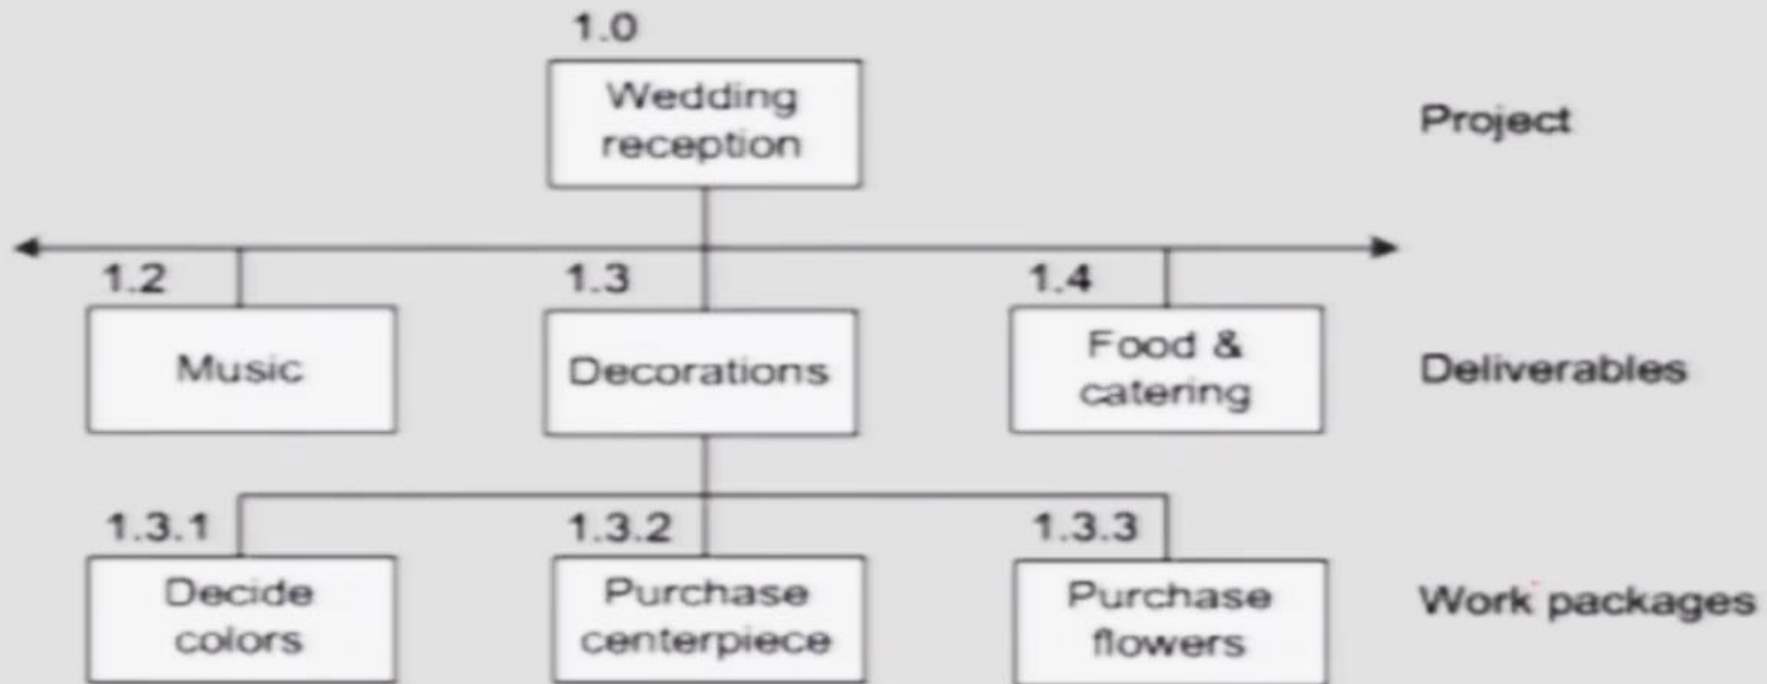 1.0
Wedding
reception
Project
1.2
1.3
1.4
Music
Decorations
Food &
catering
Deliverables
1.3.1
1.3.2
1.3.3
Decide
colors
Purchase
centerpiece
Purchase
flowers
Work packages